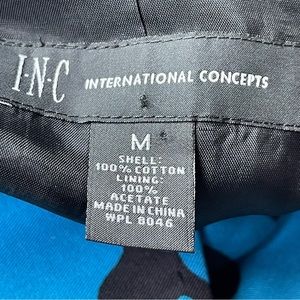 I·N·C INTERNATIONAL CONCEPTS
M
SHELL:
100% COTTON
LINING:
100%
ACETATE
MADE IN CHINA
WPL 8046